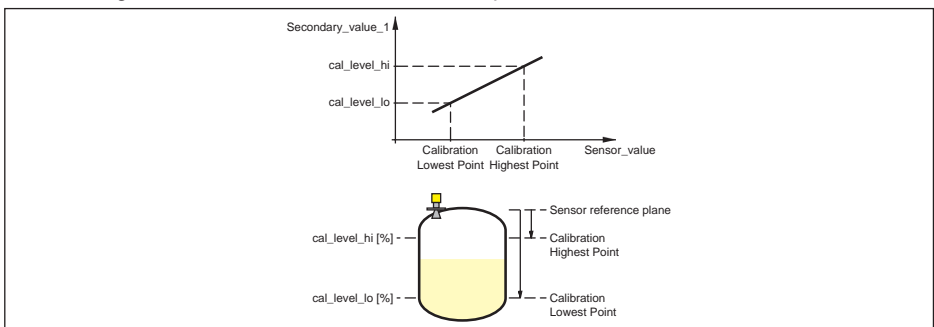 Secondary_value_1
cal_level_hi
cal_level_lo
Calibration Lowest Point
Calibration Highest Point
Sensor_value
Sensor reference plane
cal_level_hi [%]
Calibration
Highest Point
cal_level_lo [%]
Calibration
Lowest Point